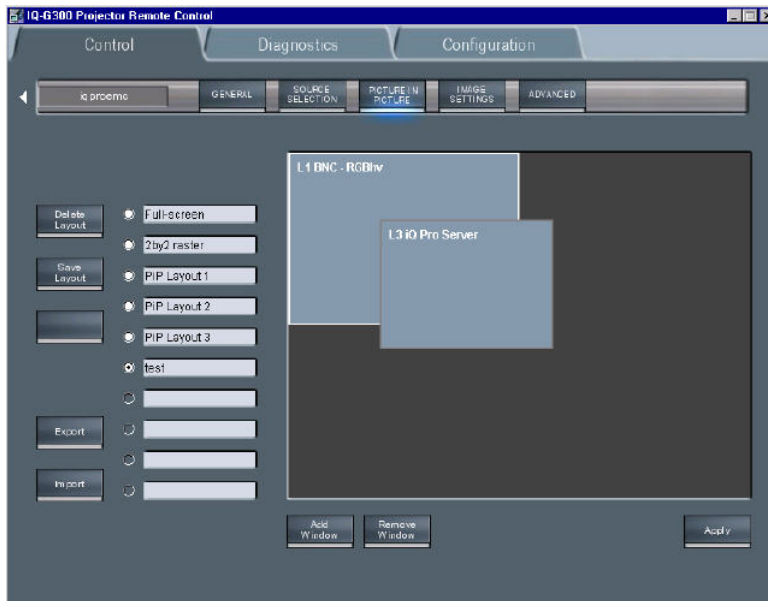 IQ-G300 Projector Remote Control
Control
Diagnostics
Configuration
iq proemo
GENERAL
SOURCE
SELECTION
PICTURE IN
PICTURE
IMAGE
SETTINGS
ADVANCED
L1 BNC - RGBhv
L3 iQ Pro Server
Delete
Layout
Save
Layout
Export
Import
Full-screen
2by2 raster
PiP Layout 1
PiP Layout 2
PiP Layout 3
test
Add
Window
Remove
Window
Apply